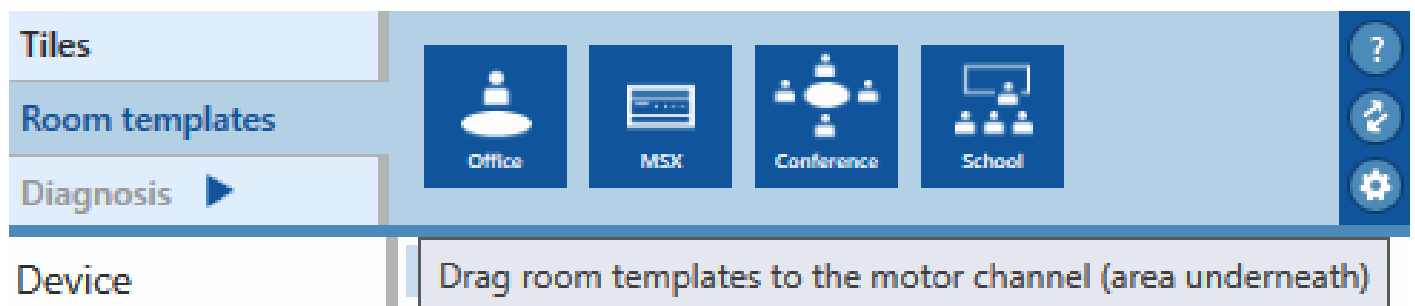 Tiles
Room templates
Diagnosis
Office
MSX
Conference
School
?
Device
Drag room templates to the motor channel (area underneath)